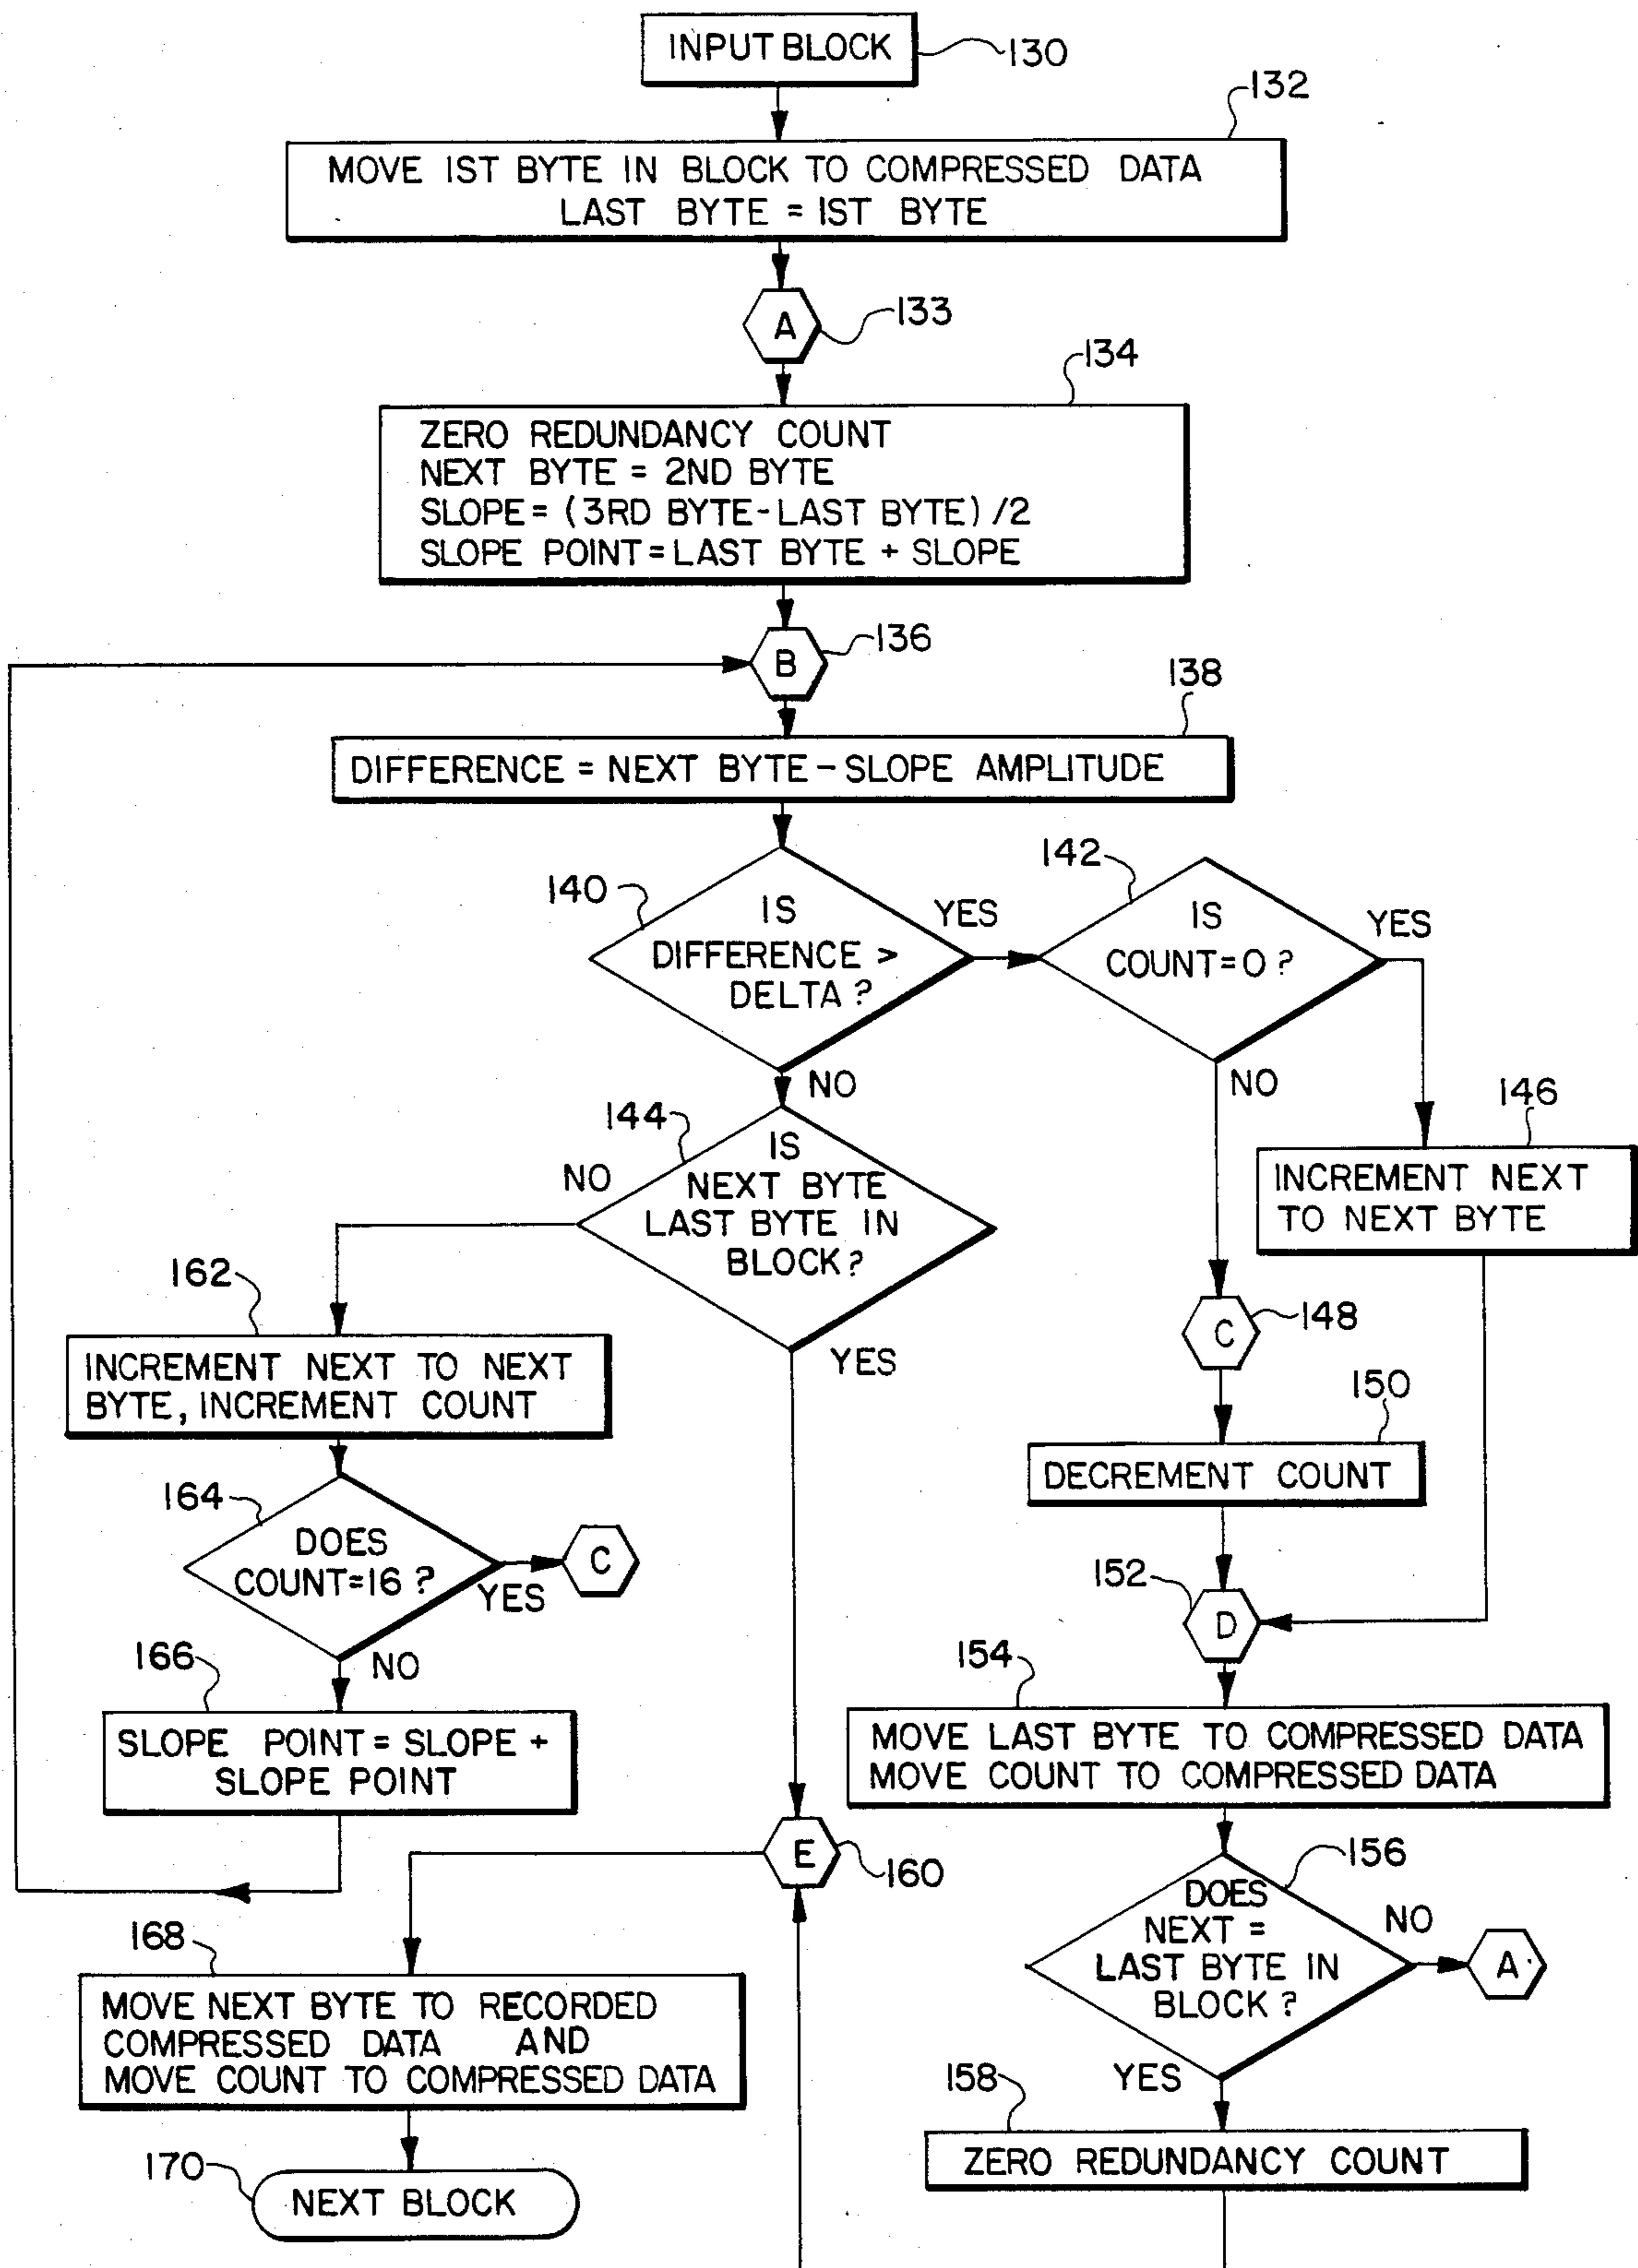 INPUT BLOCK
130
132
MOVE 1ST BYTE IN BLOCK TO COMPRESSED DATA
LAST BYTE = 1ST BYTE
A
133
134
ZERO REDUNDANCY COUNT
NEXT BYTE = 2ND BYTE
SLOPE = (3RD BYTE-LAST BYTE) /2
SLOPE POINT = LAST BYTE + SLOPE
B
136
138
DIFFERENCE = NEXT BYTE - SLOPE AMPLITUDE
140
IS
DIFFERENCE >
DELTA ?
YES
NO
142
IS
COUNT=0 ?
YES
NO
144
IS
NEXT BYTE
LAST BYTE IN
BLOCK?
NO
YES
146
INCREMENT NEXT
TO NEXT BYTE
C
148
162
INCREMENT NEXT TO NEXT
BYTE, INCREMENT COUNT
150
DECREMENT COUNT
164
DOES
COUNT=16 ?
YES
C
NO
152
D
166
SLOPE POINT = SLOPE +
SLOPE POINT
154
MOVE LAST BYTE TO COMPRESSED DATA
MOVE COUNT TO COMPRESSED DATA
E
160
156
DOES
NEXT =
LAST BYTE IN
BLOCK ?
NO
A
YES
168
MOVE NEXT BYTE TO RECORDED
COMPRESSED DATA AND
MOVE COUNT TO COMPRESSED DATA
158
ZERO REDUNDANCY COUNT
170
NEXT BLOCK